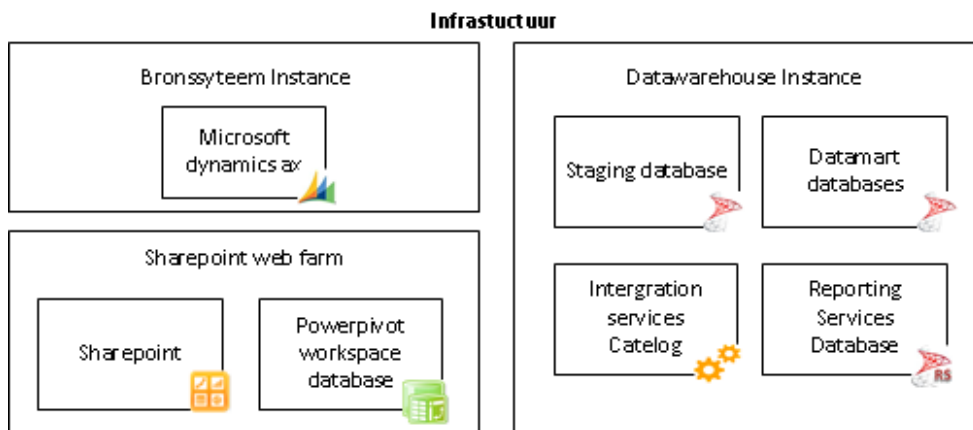 Infrastuctuur
Bronssyteem Instance
Microsoft
dynamics ax
Sharepoint web farm
Sharepoint
Powerpivot
workspace
database
Datawarehouse Instance
Staging database
Datamart
databases
Intergration
services
Catelog
Reporting
Services
Database
RS